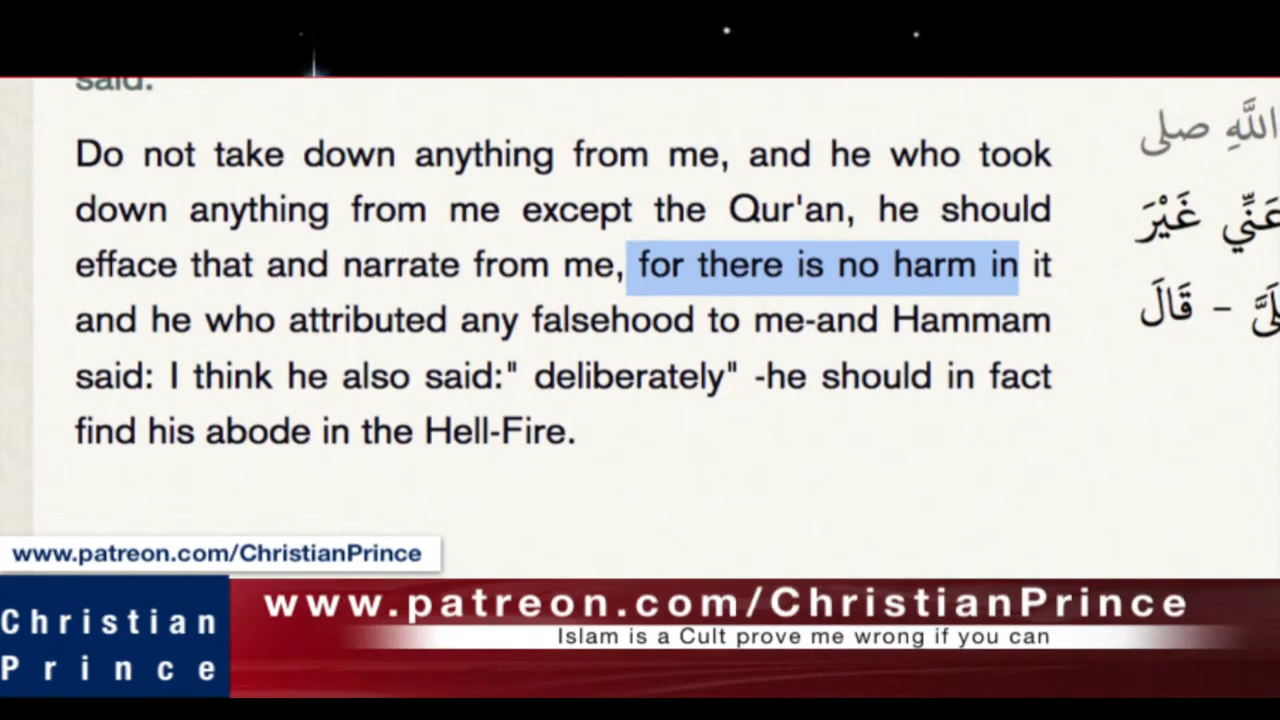 said:
Do not take down anything from me, and he who took
down anything from me except the Qur'an, he should
efface that and narrate from me, for there is no harm in it
and he who attributed any falsehood to me-and Hammam
said: I think he also said:" deliberately" -he should in fact
find his abode in the Hell-Fire.
اللَّهِ صلى
عَنِّي غَيْرَ
قَالَ -
www.patreon.com/ChristianPrince
Christian
Prince
www.patreon.com/ChristianPrince
Islam is a Cult prove me wrong if you can